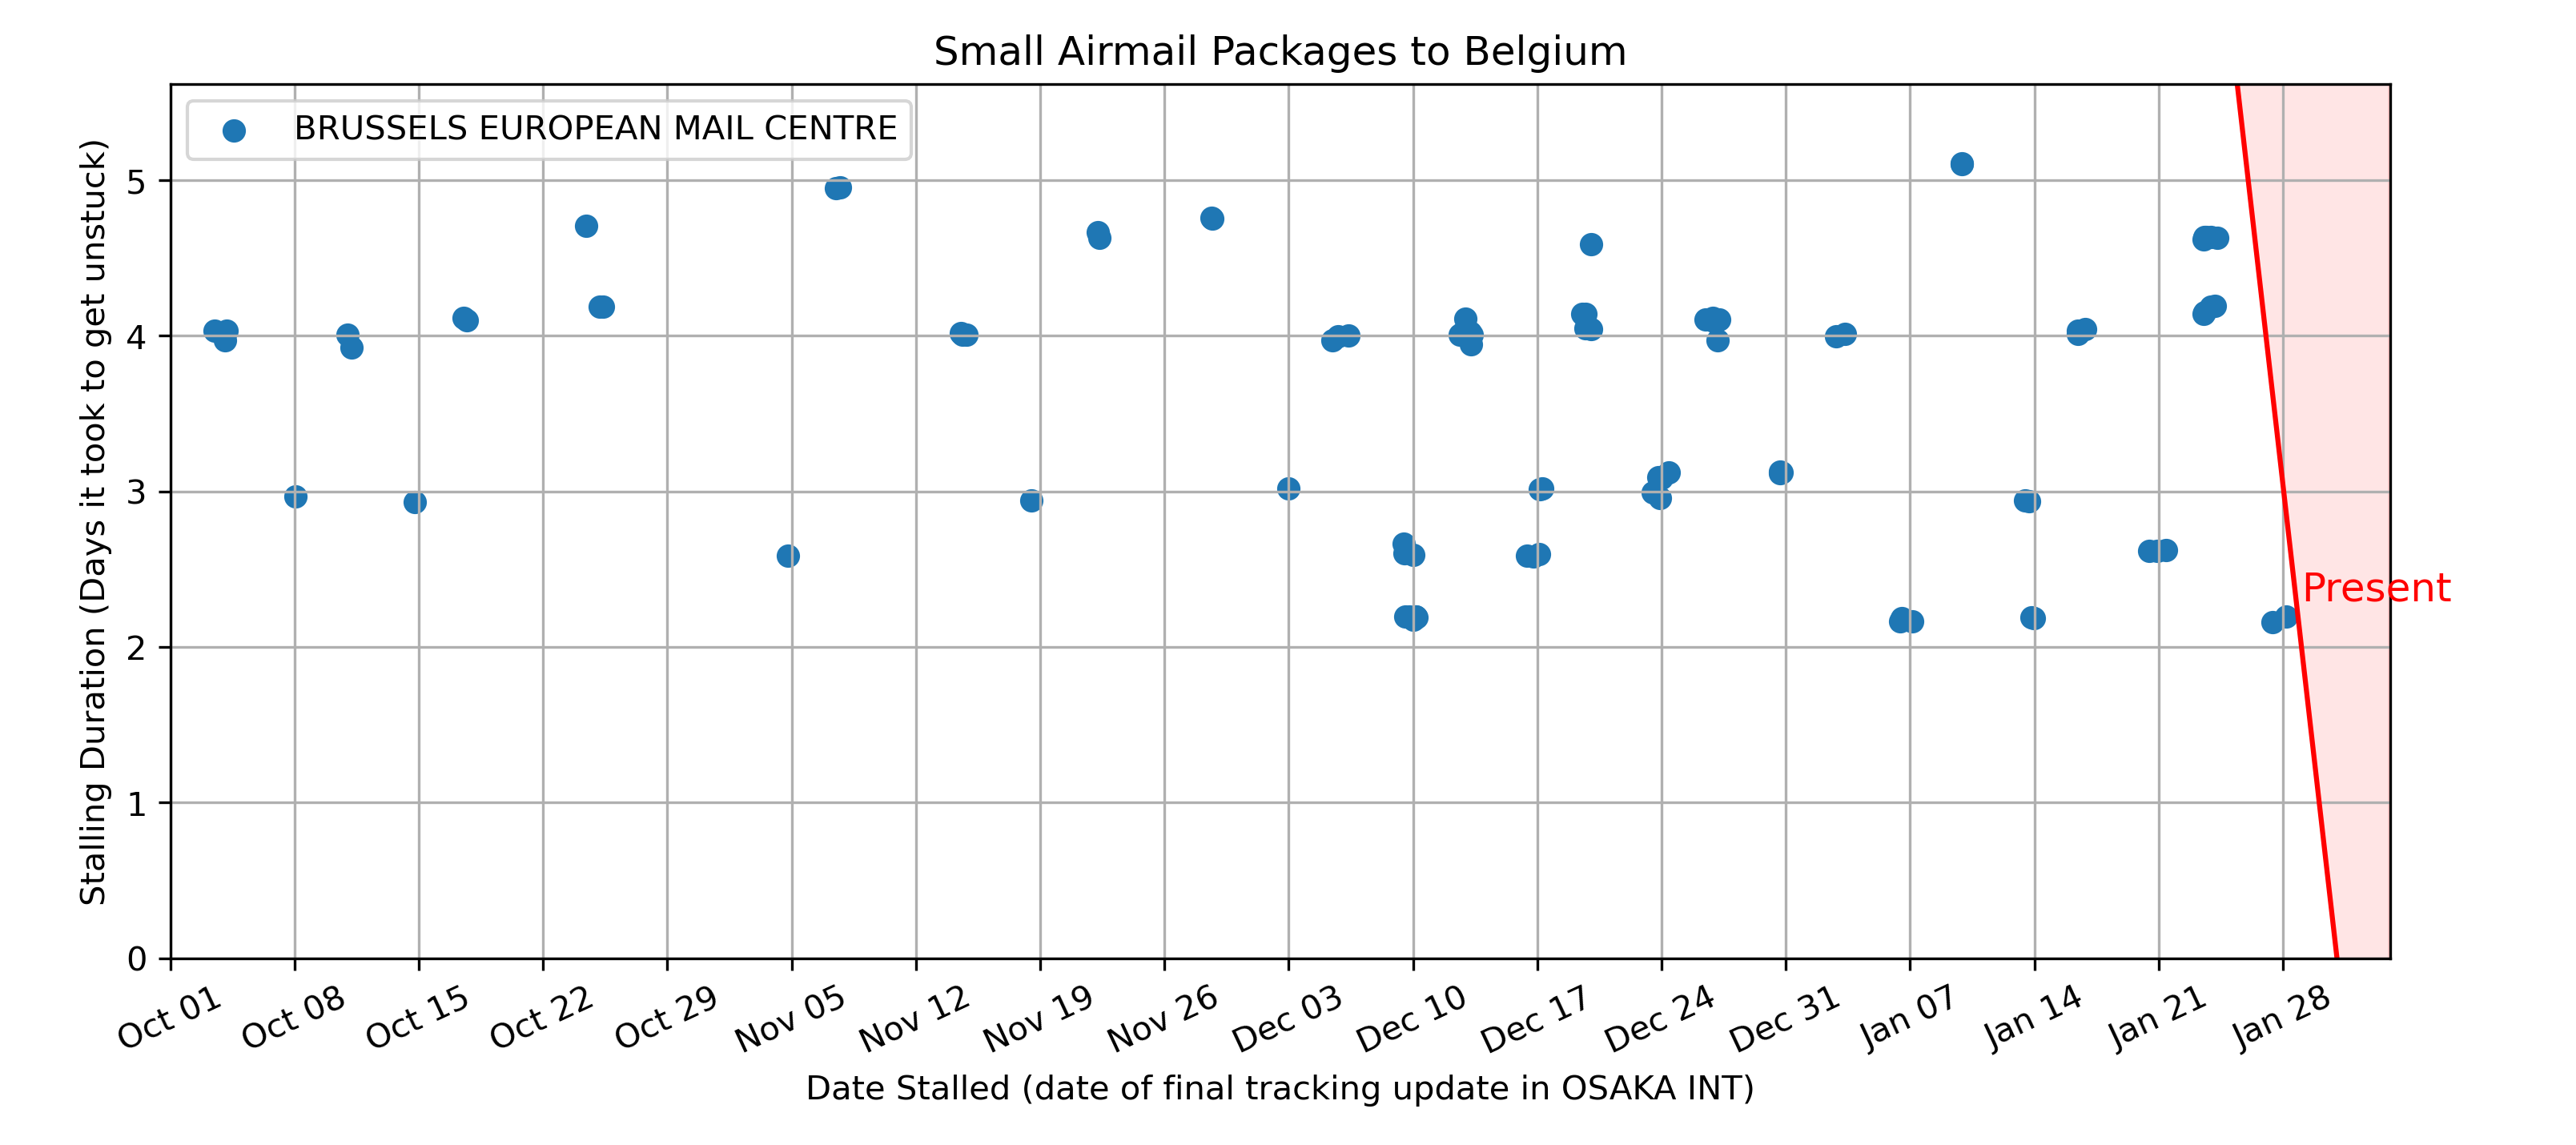 Small Airmail Packages to Belgium
BRUSSELS EUROPEAN MAIL CENTRE
Stalling Duration (Days it took to get unstuck)
5
4
3
2
1
0
Present
Oct 01
Oct 08
Oct 15
Oct 22
Oct 29
Nov 05
Nov 12
Nov 19
Nov 26
Dec 03
Dec 10
Dec 17
Dec 24
Dec 31
Jan 07
Jan 14
Jan 21
Jan 28
Date Stalled (date of final tracking update in OSAKA INT)